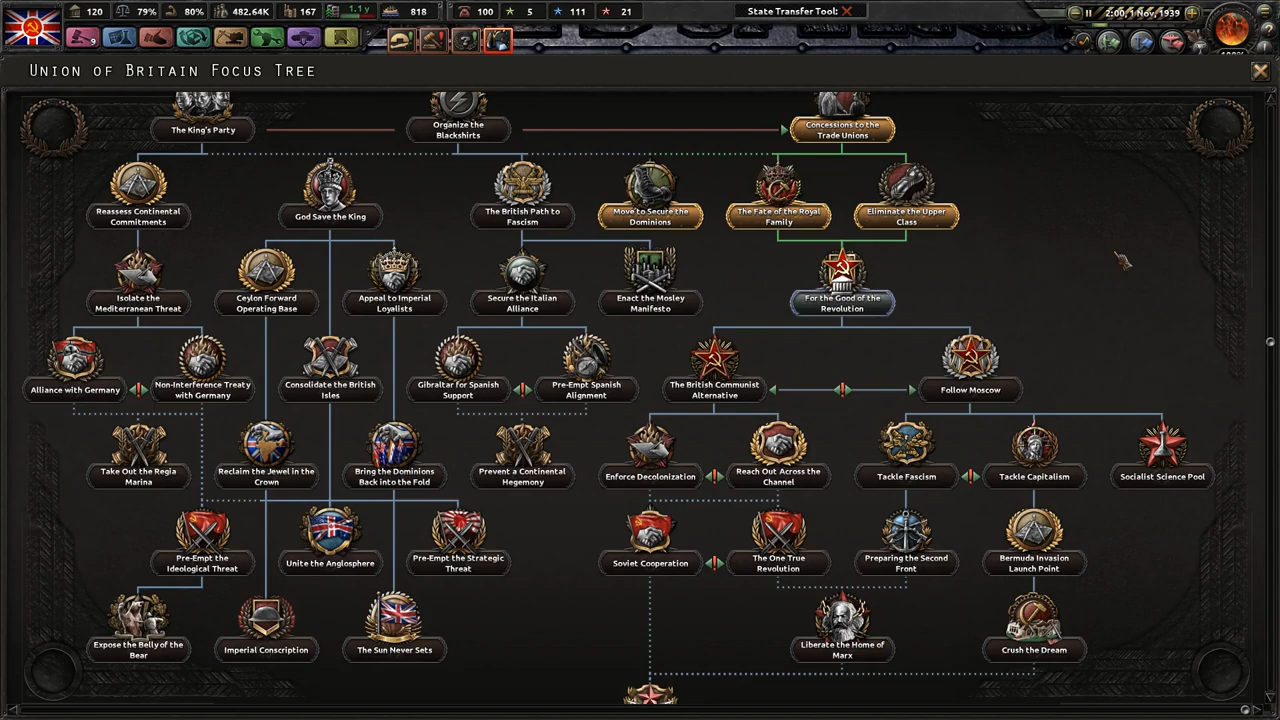 120 79% 80% 482.64K 167 1.1y 818 100 5 111 21 State Transfer Tool: 2:00, 1 Nov, 1939
9
100%
Union of Britain Focus Tree
The King's Party
Organize the
Blackshirts
Concessions to the
Trade Unions
Reassess Continental
Commitments
God Save the King
The British Path to
Fascism
Move to Secure the
Dominions
The Fate of the Royal
Family
Eliminate the Upper
Class
Isolate the
Mediterranean Threat
Ceylon Forward
Operating Base
Appeal to Imperial
Loyalists
Secure the Italian
Alliance
Enact the Mosley
Manifesto
For the Good of the
Revolution
Alliance with Germany
Non-Interference Treaty
with Germany
Consolidate the British
Isles
Gibraltar for Spanish
Support
Pre-Empt Spanish
Alignment
The British Communist
Alternative
Follow Moscow
Take Out the Regia
Marina
Reclaim the Jewel in the
Crown
Bring the Dominions
Back into the Fold
Prevent a Continental
Hegemony
Enforce Decolonization
Reach Out Across the
Channel
Tackle Fascism
Tackle Capitalism
Socialist Science Pool
Pre-Empt the
Ideological Threat
Unite the Anglosphere
Pre-Empt the Strategic
Threat
Soviet Cooperation
The One True
Revolution
Preparing the Second
Front
Bermuda Invasion
Launch Point
Expose the Belly of the
Bear
Imperial Conscription
The Sun Never Sets
Liberate the Home of
Marx
Crush the Dream